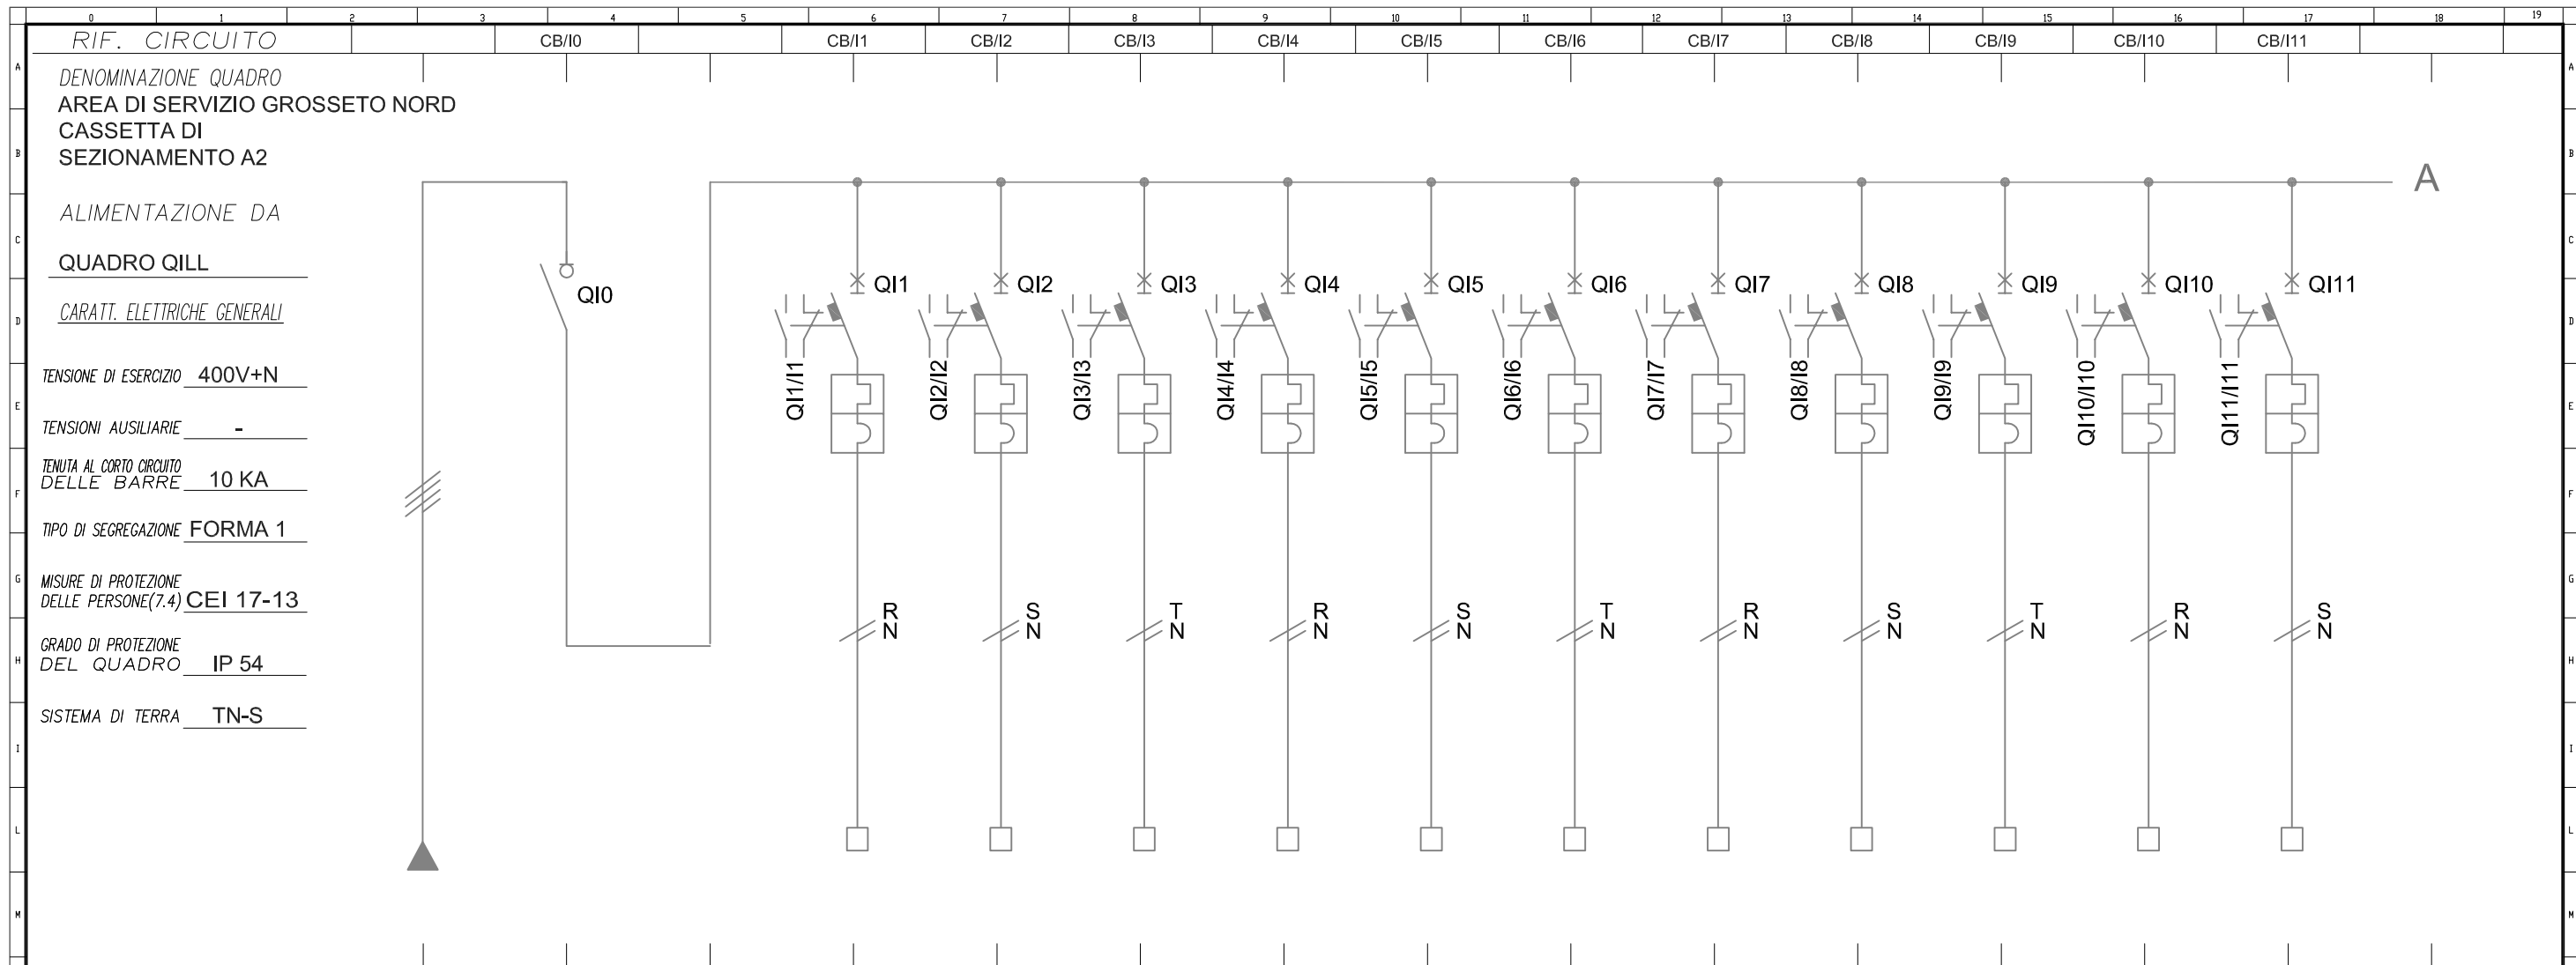 0 1 2 3 4 5 6 7 8 9 10 11 12 13 14 15 16 17 18 19
RIF. CIRCUITO CB/I0 CB/I1 CB/I2 CB/I3 CB/I4 CB/I5 CB/I6 CB/I7 CB/I8 CB/I9 CB/I10 CB/I11
A A
DENOMINAZIONE QUADRO
AREA DI SERVIZIO GROSSETO NORD
CASSETTA DI
B B
SEZIONAMENTO A2
A
ALIMENTAZIONE DA
C C
QUADRO QILL
QI0 QI1 QI2 QI3 QI4 QI5 QI6 QI7 QI8 QI9 QI10 QI11
CARATT. ELETTRICHE GENERALI
D D
TENSIONE DI ESERCIZIO 400V+N
QI1/I1 QI2/I2 QI3/I3 QI4/I4 QI5/I5 QI6/I6 QI7/I7 QI8/I8 QI9/I9 QI10/I10 QI11/I11
E E
TENSIONI AUSILIARIE -
TENUTA AL CORTO CIRCUITO
DELLE BARRE 10 KA
F F
TIPO DI SEGREGAZIONE FORMA 1
MISURE DI PROTEZIONE
G G
DELLE PERSONE(7.4) CEI 17-13
R S T R S T R S T R S
N N N N N N N N N N N
GRADO DI PROTEZIONE
H H
DEL QUADRO IP 54
SISTEMA DI TERRA TN-S
I I
L L
M M